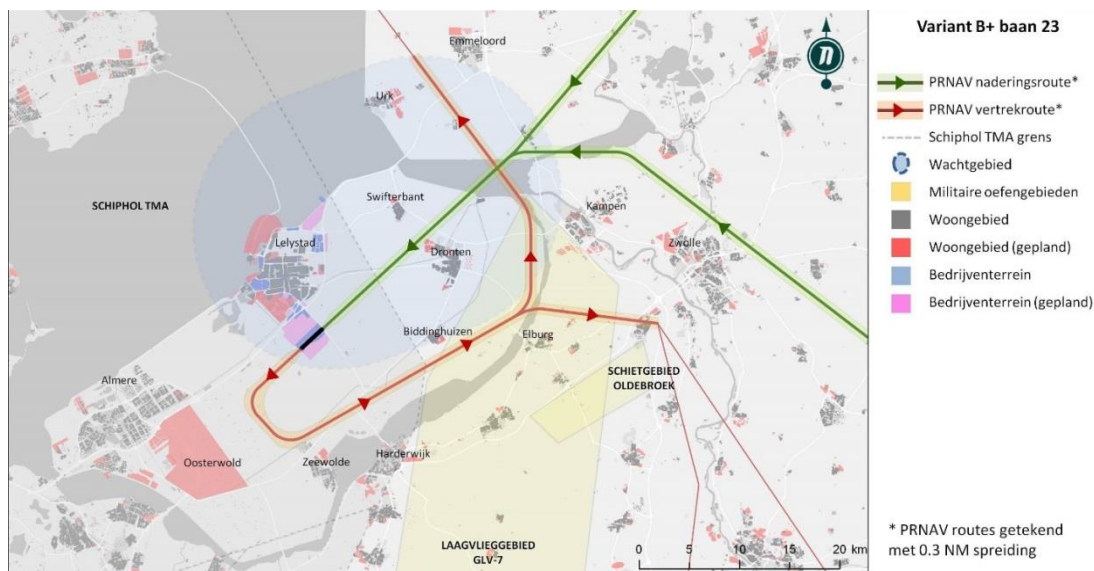 Variant B+ baan 23
PRNAV naderingsroute*
PRNAV vertrekroute*
Schiphol TMA grens
Wachtgebied
Militaire oefengebieden
Woongebied
Woongebied (gepland)
Bedrijventerrein
Bedrijventerrein (gepland)
* PRNAV routes getekend
met 0.3 NM spreiding
Emmeloord
Urk
SCHIPHOL TMA
Swifterbant
Kampen
Lelystad
Dronten
Zwolle
Biddinghuizen
Elburg
Almere
SCHIETGEBIED
OLDEBROEK
Oosterwold
Zeewolde
Harderwijk
LAAGVLIEGGEBIED
GLV-7
0 5 10 15 20 km